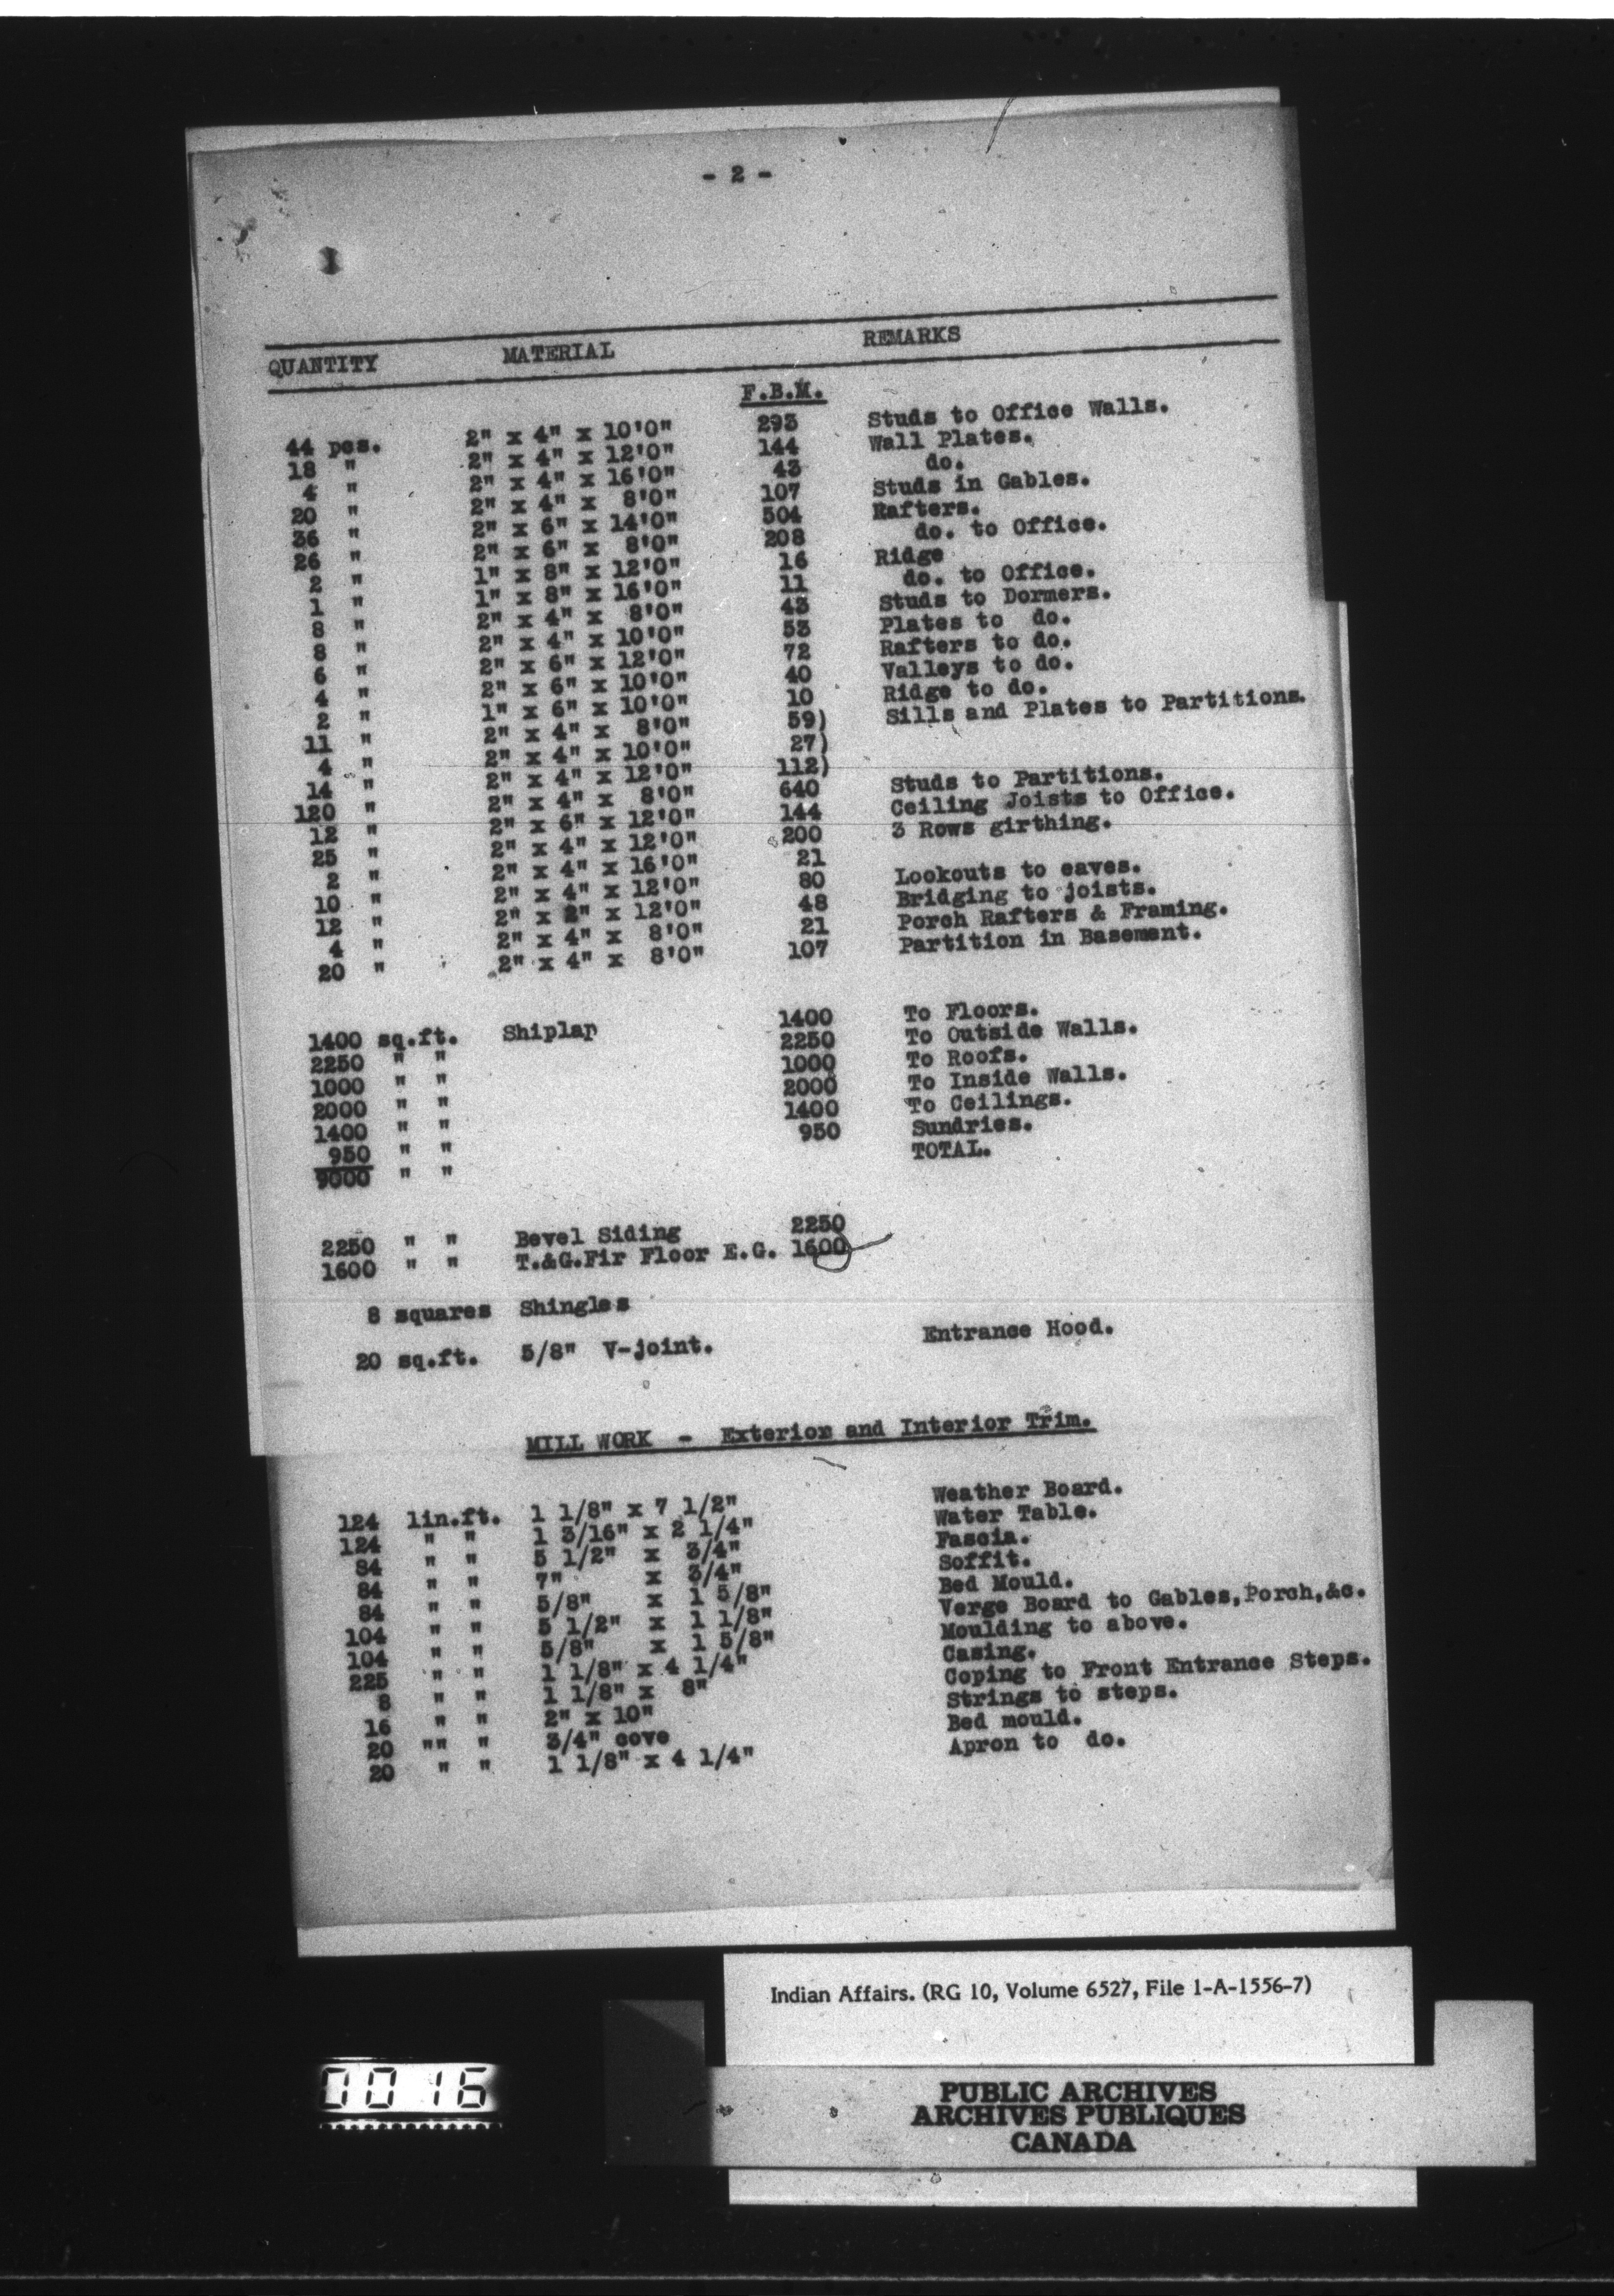 - 2 -
QUANTITY MATERIAL REMARKS
F.B.M.
44 pcs. 2" x 4" x 10'0" 293 Studs to Office Walls.
18 " 2" x 4" x 12'0" 144 Wall Plates.
4 " 2" x 4" x 16'0" 43 do.
20 " 2" x 4" x 8'0" 107 Studs in Gables.
36 " 2" x 6" x 14'0" 504 Rafters.
26 " 2" x 6" x 8'0" 208 do. to Office.
2 " 1" x 8" x 12'0" 16 Ridge
1 " 1" x 8" x 16'0" 11 do. to Office.
8 " 2" x 4" x 8'0" 43 Studs to Dormers.
8 " 2" x 4" x 10'0" 53 Plates to do.
6 " 2" x 6" x 12'0" 72 Rafters to do.
4 " 2" x 6" x 10'0" 40 Valleys to do.
2 " 1" x 6" x 10'0" 10 Ridge to do.
11 " 2" x 4" x 8'0" 59) Sills and Plates to Partitions.
4 " 2" x 4" x 10'0" 27)
14 " 2" x 4" x 12'0" 112)
120 " 2" x 4" x 8'0" 640 Studs to Partitions.
12 " 2" x 6" x 12'0" 144 Ceiling Joists to Office.
25 " 2" x 4" x 12'0" 200 3 Rows girthing.
2 " 2" x 4" x 16'0" 21
10 " 2" x 4" x 12'0" 80 Lookouts to eaves.
12 " 2" x 2" x 12'0" 48 Bridging to joists.
4 " 2" x 4" x 8'0" 21 Porch Rafters & Framing.
20 " 2" x 4" x 8'0" 107 Partition in Basement.
1400 sq.ft. Shiplap 1400 To Floors.
2250 " " 2250 To Outside Walls.
1000 " " 1000 To Roofs.
2000 " " 2000 To Inside Walls.
1400 " " 1400 To Ceilings.
950 " " 950 Sundries.
9000 " " TOTAL.
2250 " " Bevel Siding 2250
1600 " " T.&G.Fir Floor E.G. 1600
8 squares Shingles
20 sq.ft. 5/8" V-joint. Entrance Hood.
MILL WORK - Exterior and Interior Trim.
124 lin.ft. 1 1/8" x 7 1/2" Weather Board.
124 " " 1 3/16" x 2 1/4" Water Table.
84 " " 5 1/2" x 3/4" Fascia.
84 " " 7" x 3/4" Soffit.
84 " " 5/8" x 1 5/8" Bed Mould.
104 " " 5 1/2" x 1 1/8" Verge Board to Gables,Porch,&c.
104 " " 5/8" x 1 5/8" Moulding to above.
225 " " 1 1/8" x 4 1/4" Casing.
8 " " 1 1/8" x 8" Coping to Front Entrance Steps.
16 " " 2" x 10" Strings to steps.
20 "" " 3/4" cove Bed mould.
20 " " 1 1/8" x 4 1/4" Apron to do.
Indian Affairs. (RG 10, Volume 6527, File 1-A-1556-7)
0016
PUBLIC ARCHIVES
ARCHIVES PUBLIQUES
CANADA